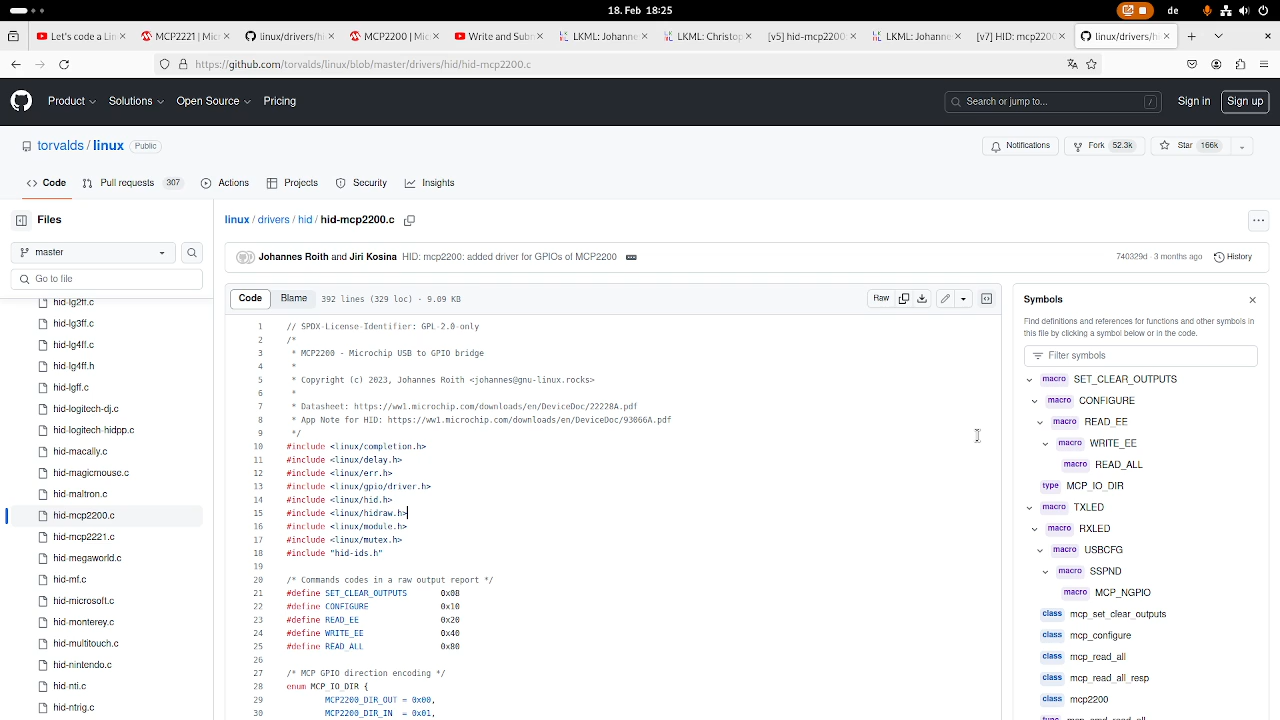 18. Feb 18:25
de
Let's code a Lin
MCP2221 | Mic
linux/drivers/hi
MCP2200 | Mic
Write and Subm
LKML: Johanne
LKML: Christop
[v5] hid-mcp2200:
LKML: Johanne
[v7] HID: mcp2200
linux/drivers/hi
https://github.com/torvalds/linux/blob/master/drivers/hid/hid-mcp2200.c
Product
Solutions
Open Source
Pricing
Search or jump to...
/
Sign in
Sign up
torvalds / linux
Public
Notifications
Fork 52.3k
Star 166k
Code
Pull requests 307
Actions
Projects
Security
Insights
Files
master
Go to file
hid-lg2ff.c
hid-lg3ff.c
hid-lg4ff.c
hid-lg4ff.h
hid-lgff.c
hid-logitech-dj.c
hid-logitech-hidpp.c
hid-macally.c
hid-magicmouse.c
hid-maltron.c
hid-mcp2200.c
hid-mcp2221.c
hid-megaworld.c
hid-mf.c
hid-microsoft.c
hid-monterey.c
hid-multitouch.c
hid-nintendo.c
hid-nti.c
hid-ntrig.c
linux / drivers / hid / hid-mcp2200.c
Johannes Roith and Jiri Kosina HID: mcp2200: added driver for GPIOs of MCP2200
740329d · 3 months ago
History
Code
Blame
392 lines (329 loc) · 9.09 KB
Raw
1 // SPDX-License-Identifier: GPL-2.0-only
2 /*
3 * MCP2200 - Microchip USB to GPIO bridge
4 *
5 * Copyright (c) 2023, Johannes Roith <johannes@gnu-linux.rocks>
6 *
7 * Datasheet: https://ww1.microchip.com/downloads/en/DeviceDoc/22228A.pdf
8 * App Note for HID: https://ww1.microchip.com/downloads/en/DeviceDoc/93066A.pdf
9 */
10 #include <linux/completion.h>
11 #include <linux/delay.h>
12 #include <linux/err.h>
13 #include <linux/gpio/driver.h>
14 #include <linux/hid.h>
15 #include <linux/hidraw.h>
16 #include <linux/module.h>
17 #include <linux/mutex.h>
18 #include "hid-ids.h"
19
20 /* Commands codes in a raw output report */
21 #define SET_CLEAR_OUTPUTS 0x08
22 #define CONFIGURE 0x10
23 #define READ_EE 0x20
24 #define WRITE_EE 0x40
25 #define READ_ALL 0x80
26
27 /* MCP GPIO direction encoding */
28 enum MCP_IO_DIR {
29 MCP2200_DIR_OUT = 0x00,
30 MCP2200_DIR_IN = 0x01,
Symbols
Find definitions and references for functions and other symbols in
this file by clicking a symbol below or in the code.
Filter symbols
macro SET_CLEAR_OUTPUTS
macro CONFIGURE
macro READ_EE
macro WRITE_EE
macro READ_ALL
type MCP_IO_DIR
macro TXLED
macro RXLED
macro USBCFG
macro SSPND
macro MCP_NGPIO
class mcp_set_clear_outputs
class mcp_configure
class mcp_read_all
class mcp_read_all_resp
class mcp2200